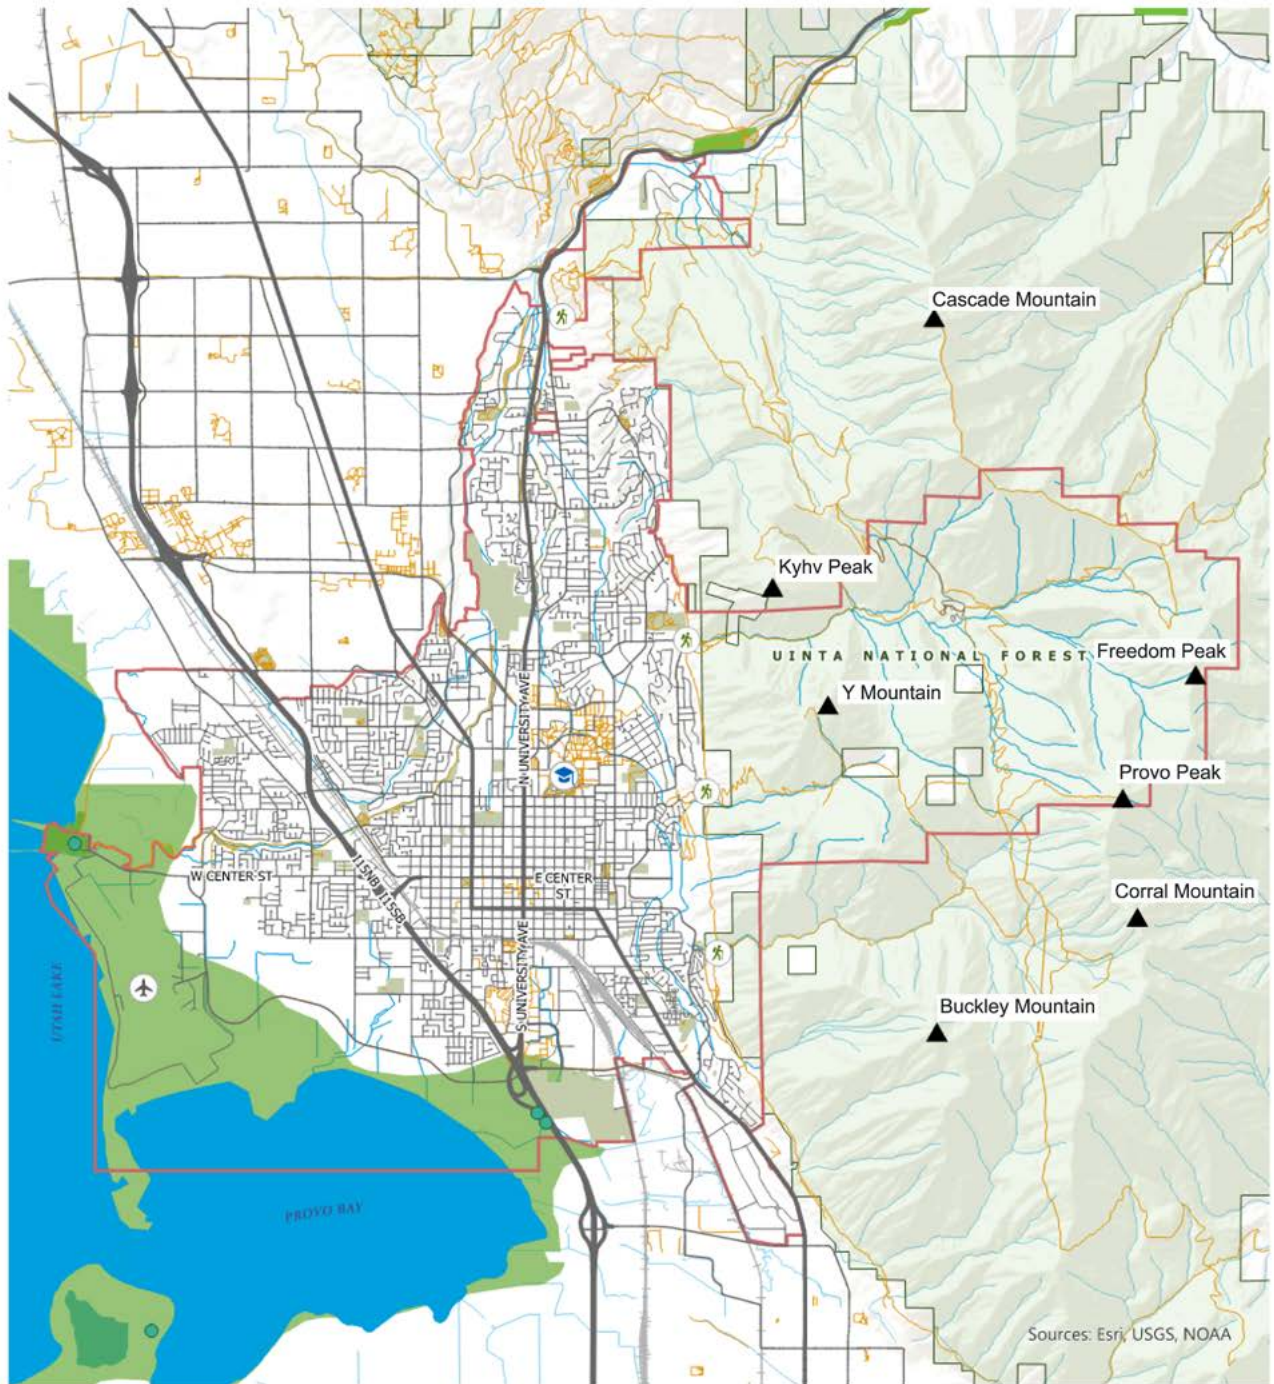 Cascade Mountain
Kyhv Peak
UINTA NATIONAL FOREST
Freedom Peak
Y Mountain
N UNIVERSITY AVE
Provo Peak
W CENTER ST
I15NB I15SB
E CENTER
ST
Corral Mountain
S UNIVERSITY AVE
UTAH LAKE
Buckley Mountain
PROVO BAY
Sources: Esri, USGS, NOAA